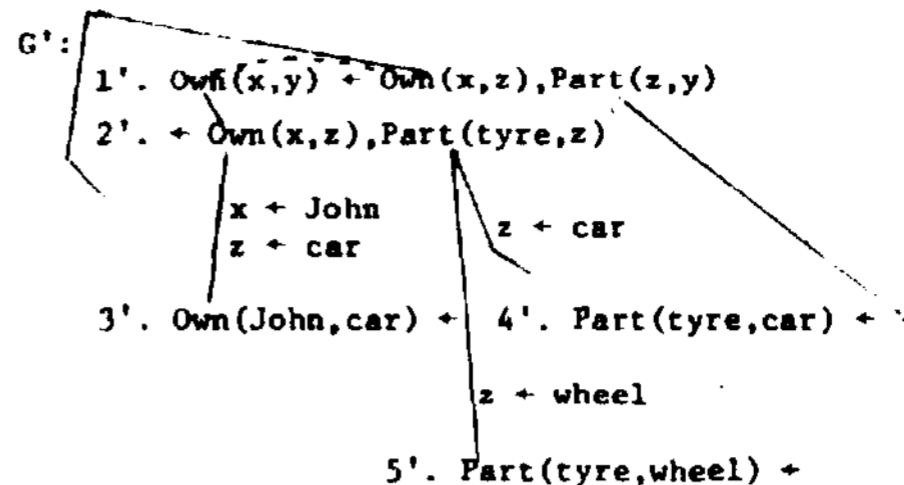 G':
1'. Own(x,y) ← Own(x,z),Part(z,y)
2'. ← Own(x,z),Part(tyre,z)
x ← John
z ← car
z ← car
3'. Own(John,car) ← 4'. Part(tyre,car) ←
z ← wheel
5'. Part(tyre,wheel) ←